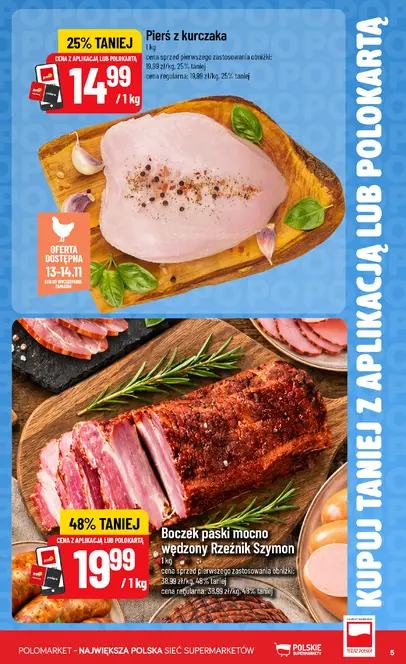 25% TANIEJ
CENA Z APLIKACJĄ LUB POLOKARTĄ
14 99
/1 kg
Pierś z kurczaka
1 kg
cena sprzed pierwszego zastosowania obniżki:
19,99 zł/kg, 25% taniej
cena regularna: 19,99 zł/kg, 25% taniej
OFERTA
DOSTĘPNA
13-14.11
KUPUJ TANIEJ Z APLIKACJĄ LUB POLOKARTĄ
48% TANIEJ
CENA Z APLIKACJĄ LUB POLOKARTĄ
19 99
/1 kg
Boczek paski mocno
wędzony Rzeźnik Szymon
1 kg
cena sprzed pierwszego zastosowania obniżki:
38,99 zł/kg, 48% taniej
cena regularna: 38,99 zł/kg, 48% taniej
POLOMARKET - NAJWIĘKSZA POLSKA SIEĆ SUPERMARKETÓW
POLSKIE
SUPERMARKETY
TERAZ POLSKA
5